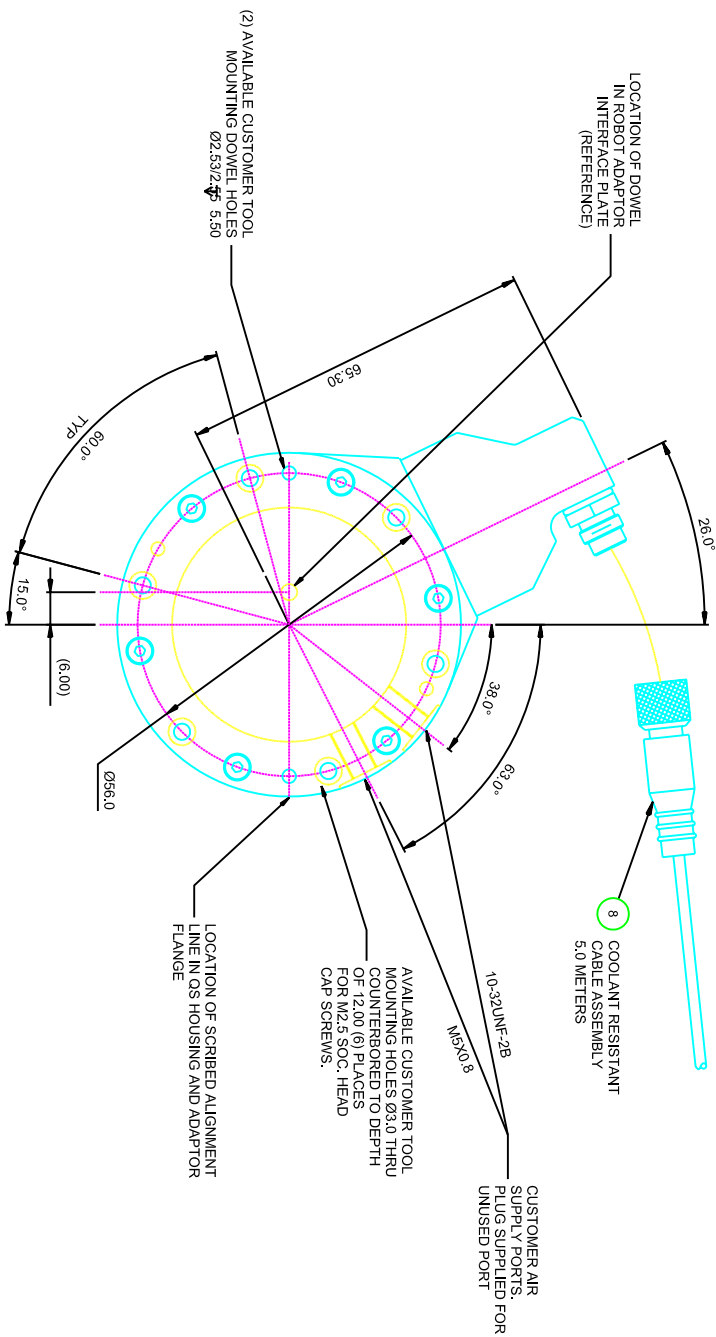 LOCATION OF DOWEL
IN ROBOT ADAPTOR
INTERFACE PLATE
(REFERENCE)
(2) AVAILABLE CUSTOMER TOOL
MOUNTING DOWEL HOLES
Ø2.53/2.55 5.50
65.30
26.0°
60.0°
TYP
15.0°
(6.00)
Ø56.0
38.0°
63.0°
8
COOLANT RESISTANT
CABLE ASSEMBLY
5.0 METERS
10-32UNF-2B
M5X0.8
CUSTOMER AIR
SUPPLY PORTS.
PLUG SUPPLIED FOR
UNUSED PORT
AVAILABLE CUSTOMER TOOL
MOUNTING HOLES Ø3.0 THRU
COUNTERBORED TO DEPTH
OF 12.00 (6) PLACES
FOR M2.5 SOC. HEAD
CAP SCREWS.
LOCATION OF SCRIBED ALIGNMENT
LINE IN QS HOUSING AND ADAPTOR
FLANGE